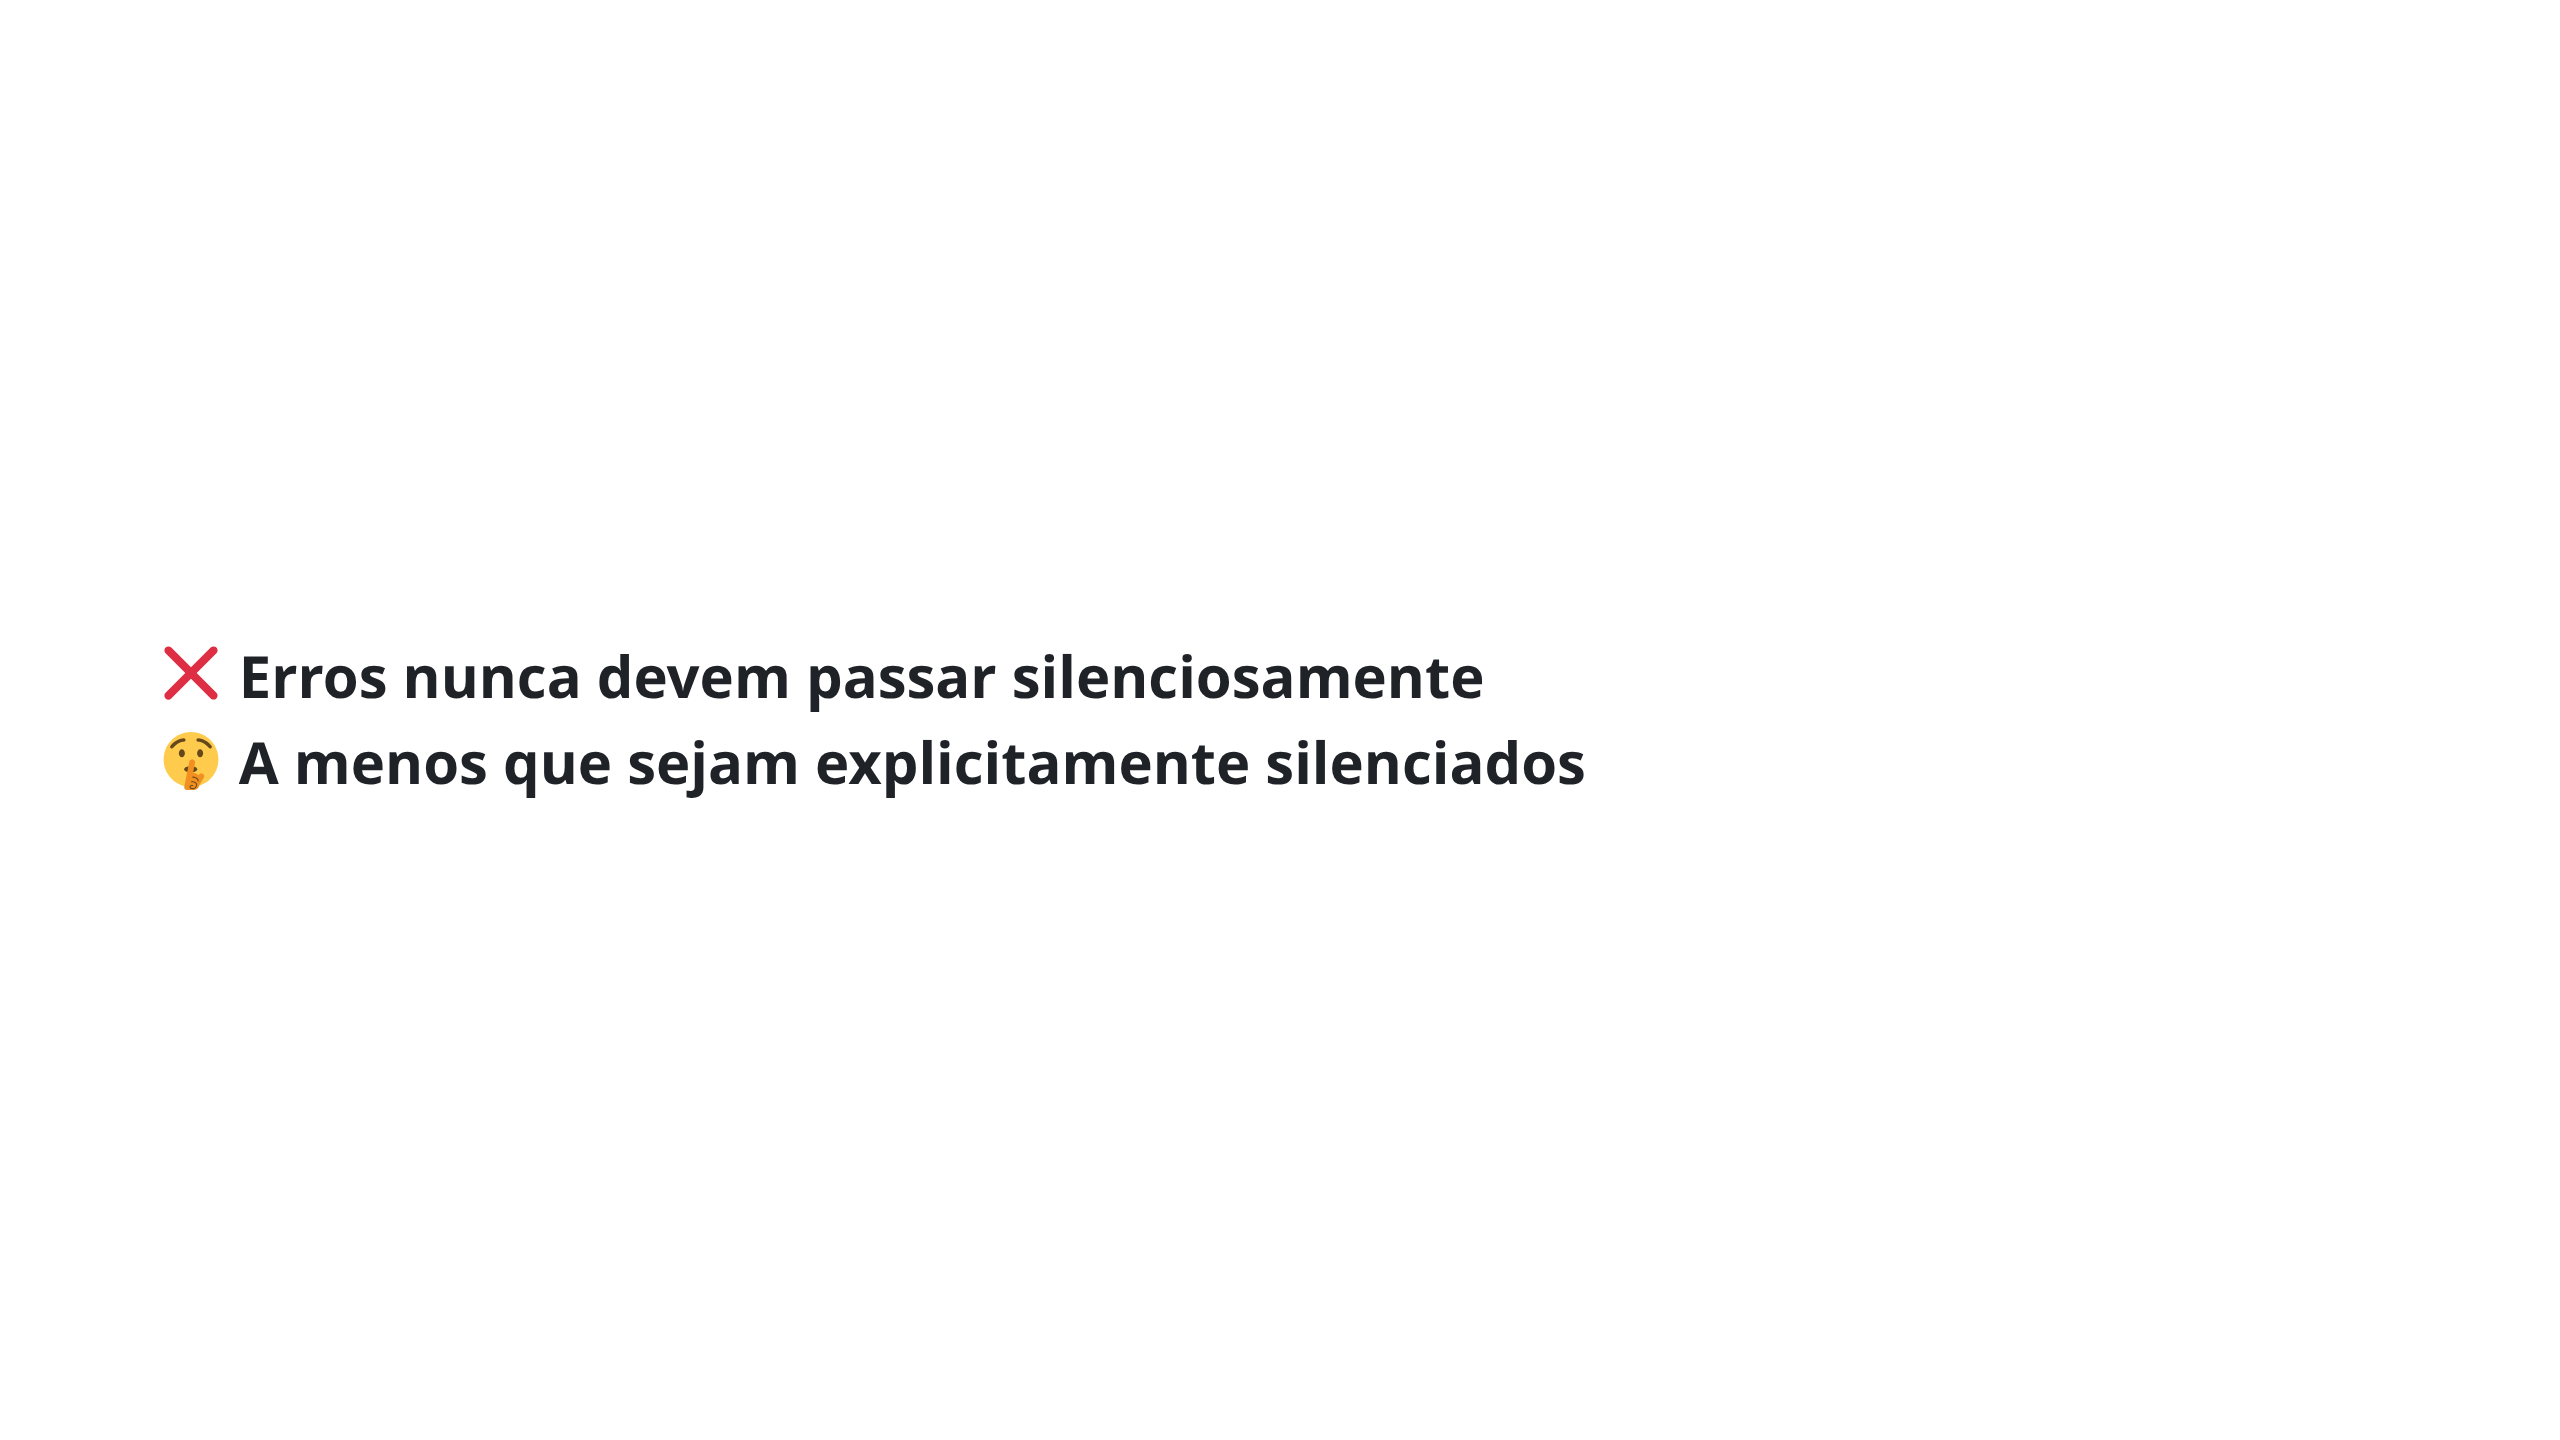 ❌ Erros nunca devem passar silenciosamente
🤫 A menos que sejam explicitamente silenciados